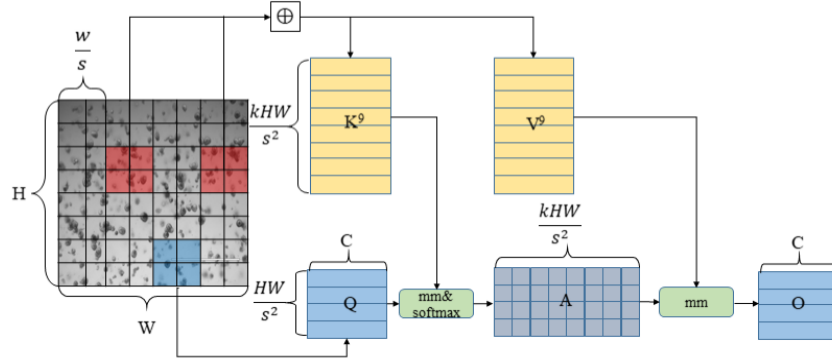 ⊕
w/s
kHW/s²
K⁹
V⁹
H
kHW/s²
C
C
HW/s²
Q
mm&
softmax
A
mm
O
W